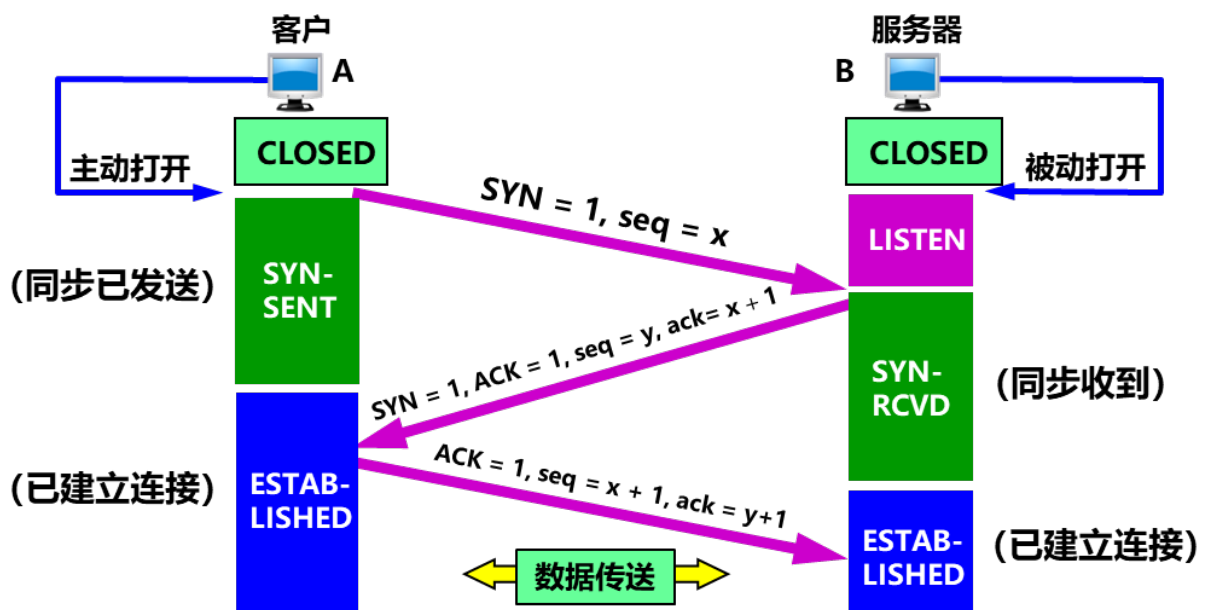 客户
服务器
A
B
CLOSED
CLOSED
主动打开
被动打开
SYN = 1, seq = x
LISTEN
(同步已发送)
SYN-
SENT
SYN = 1, ACK = 1, seq = y, ack= x + 1
SYN-
RCVD
(同步收到)
ACK = 1, seq = x + 1, ack = y+1
(已建立连接)
ESTAB-
LISHED
ESTAB-
LISHED
(已建立连接)
数据传送